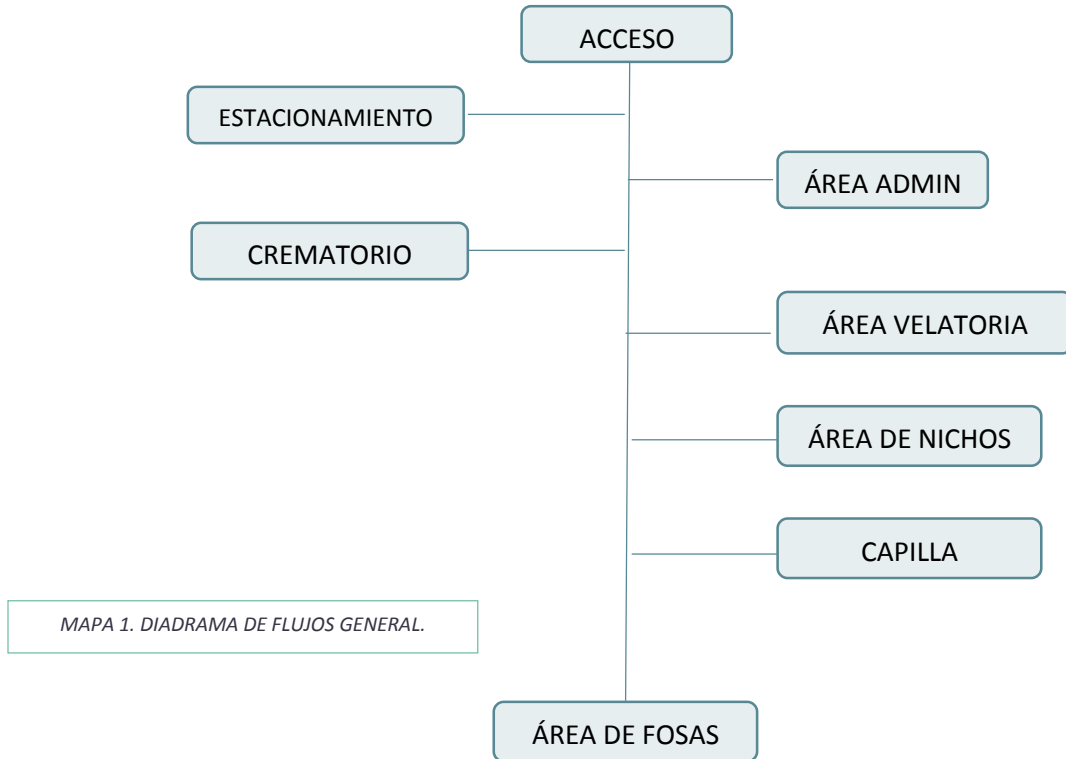 ACCESO
ESTACIONAMIENTO
ÁREA ADMIN
CREMATORIO
ÁREA VELATORIA
ÁREA DE NICHOS
CAPILLA
MAPA 1. DIADRAMA DE FLUJOS GENERAL.
ÁREA DE FOSAS